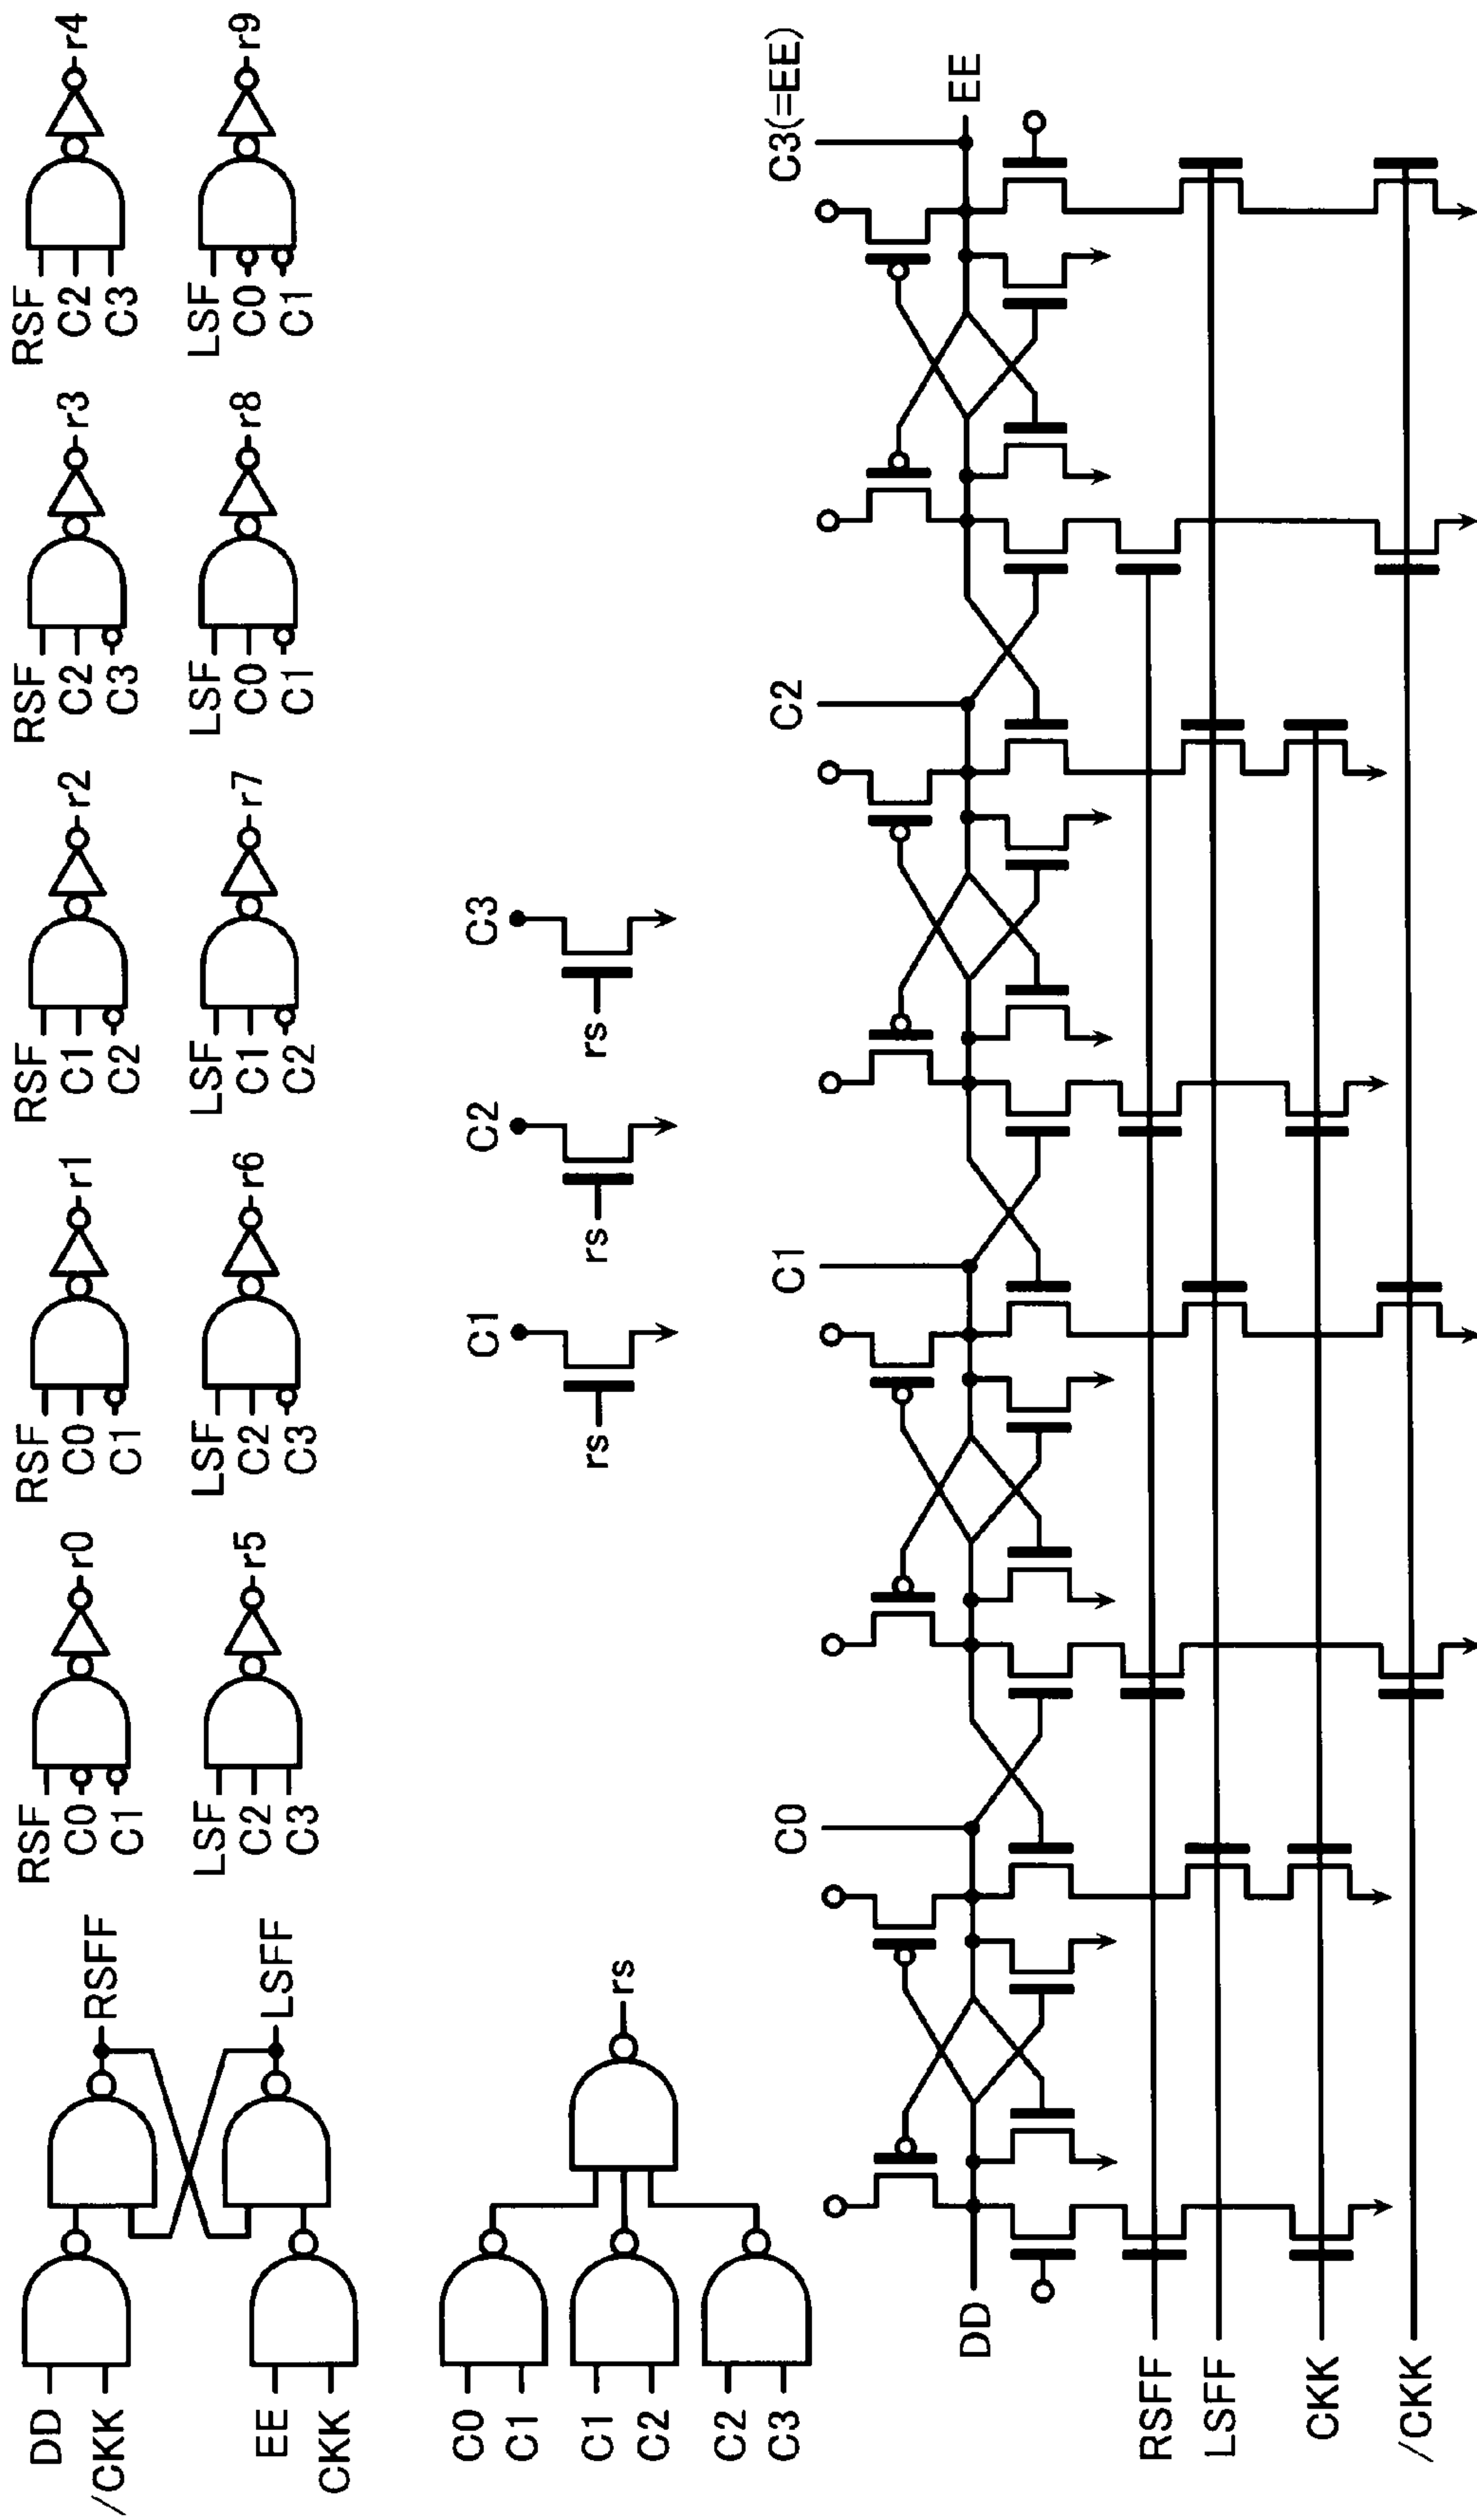 DD
/CKK
RSFF
EE
CKK
LSFF
RSF
C0
C1
r0
RSF
C0
C1
r1
RSF
C1
C2
r2
RSF
C2
C3
r3
RSF
C2
C3
r4
LSF
C2
C3
r5
LSF
C2
C3
r6
LSF
C1
C2
r7
LSF
C0
C1
r8
LSF
C0
C1
r9
C0
C1
C1
C2
C2
C3
rs
C1
rs
C2
rs
C3
rs
C0
C1
C2
C3(=EE)
DD
EE
RSFF
LSFF
CKK
/CKK